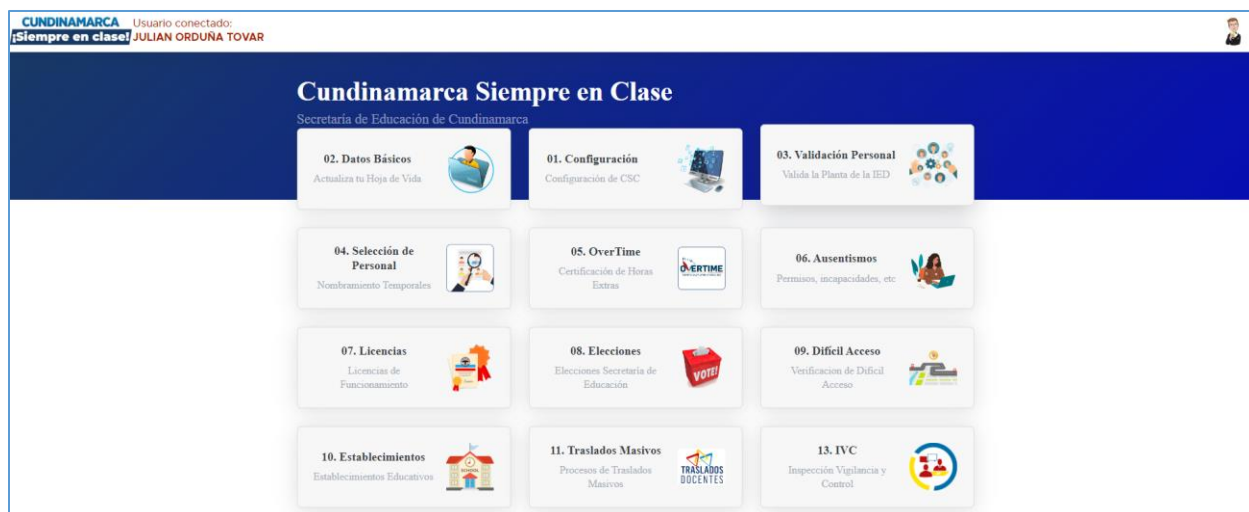 CUNDINAMARCA
¡Siempre en clase!
Usuario conectado:
JULIAN ORDUÑA TOVAR
Cundinamarca Siempre en Clase
Secretaría de Educación de Cundinamarca
02. Datos Básicos
Actualiza tu Hoja de Vida
01. Configuración
Configuración de CSC
03. Validación Personal
Valida la Planta de la IED
04. Selección de
Personal
Nombramiento Temporales
05. OverTime
Certificación de Horas
Extras
OVERTIME
06. Ausentismos
Permisos, incapacidades, etc
07. Licencias
Licencias de
Funcionamiento
08. Elecciones
Elecciones Secretaría de
Educación
VOTE!
09. Difícil Acceso
Verificacion de Difícil
Acceso
10. Establecimientos
Establecimientos Educativos
SCHOOL
11. Traslados Masivos
Procesos de Traslados
Masivos
TRASLADOS
DOCENTES
13. IVC
Inspección Vigilancia y
Control